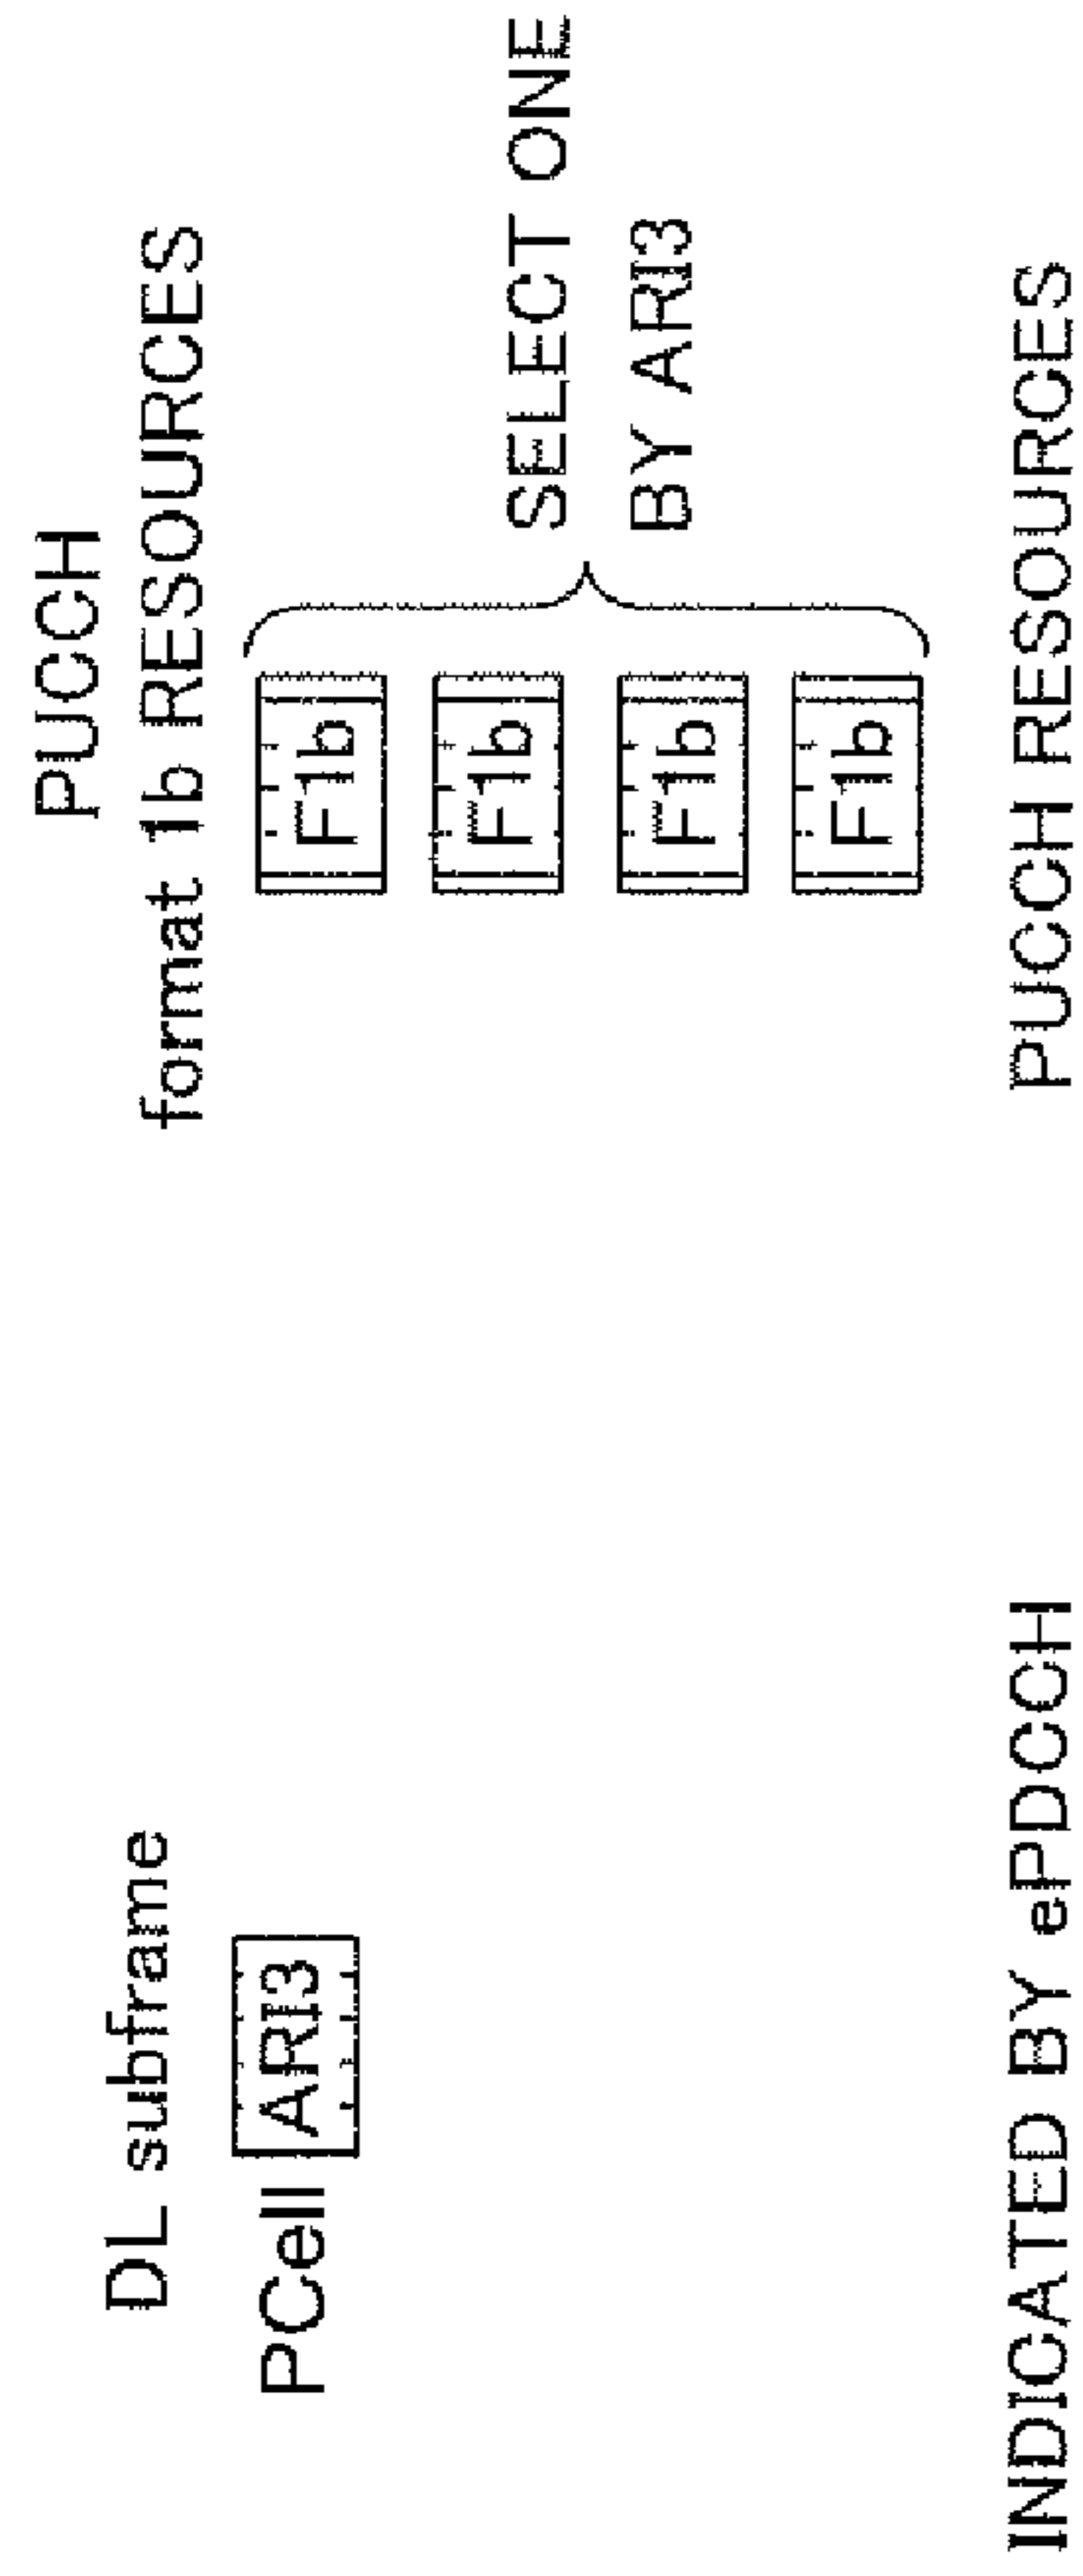 DL subframe
PCell ARI3
INDICATED BY ePDCCH
PUCCH
format 1b RESOURCES
F1b
F1b
F1b
F1b
SELECT ONE
BY ARI3
PUCCH RESOURCES